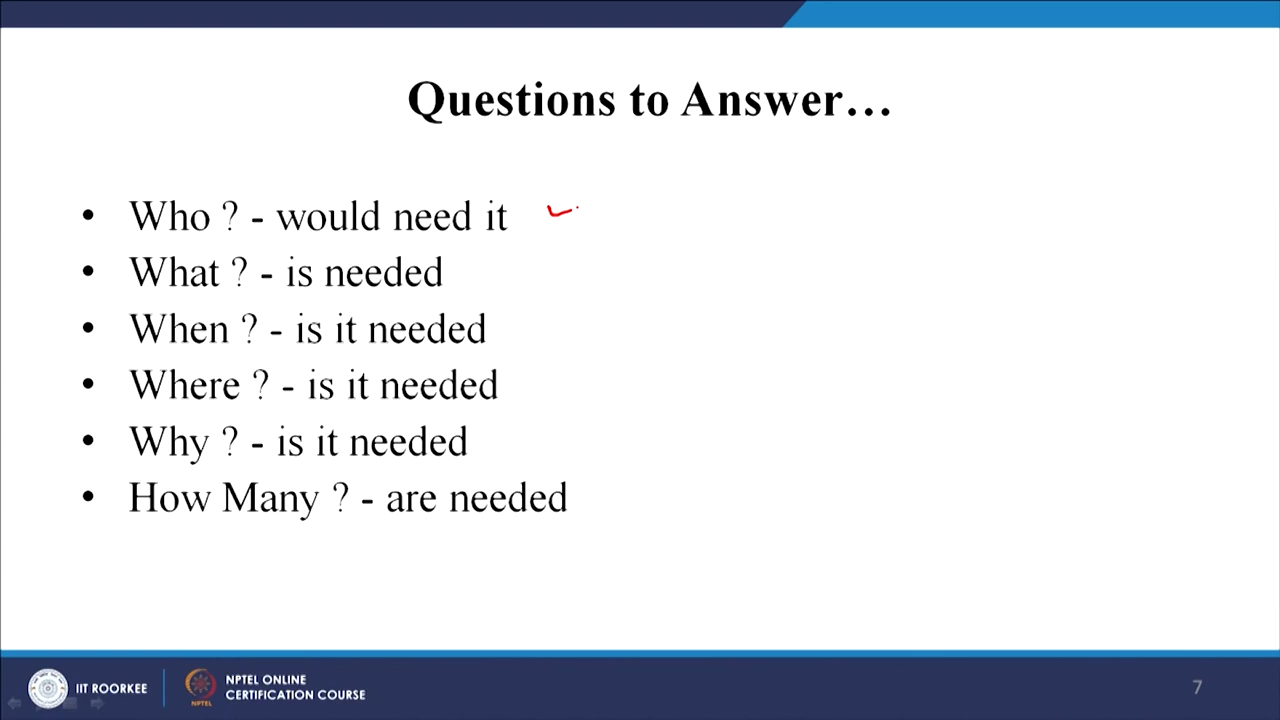 Questions to Answer…
• Who ? - would need it
• What ? - is needed
• When ? - is it needed
• Where ? - is it needed
• Why ? - is it needed
• How Many ? - are needed
IIT ROORKEE
NPTEL
NPTEL ONLINE
CERTIFICATION COURSE
7